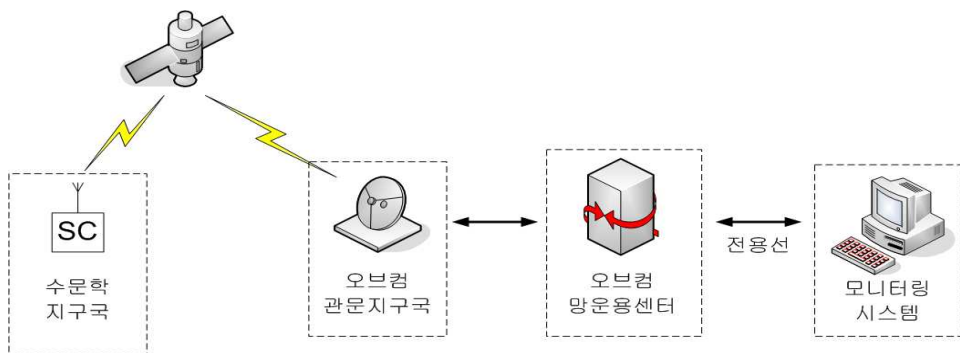 SC
수문학
지구국
오브컴
관문지구국
오브컴
망운용센터
전용선
모니터링
시스템